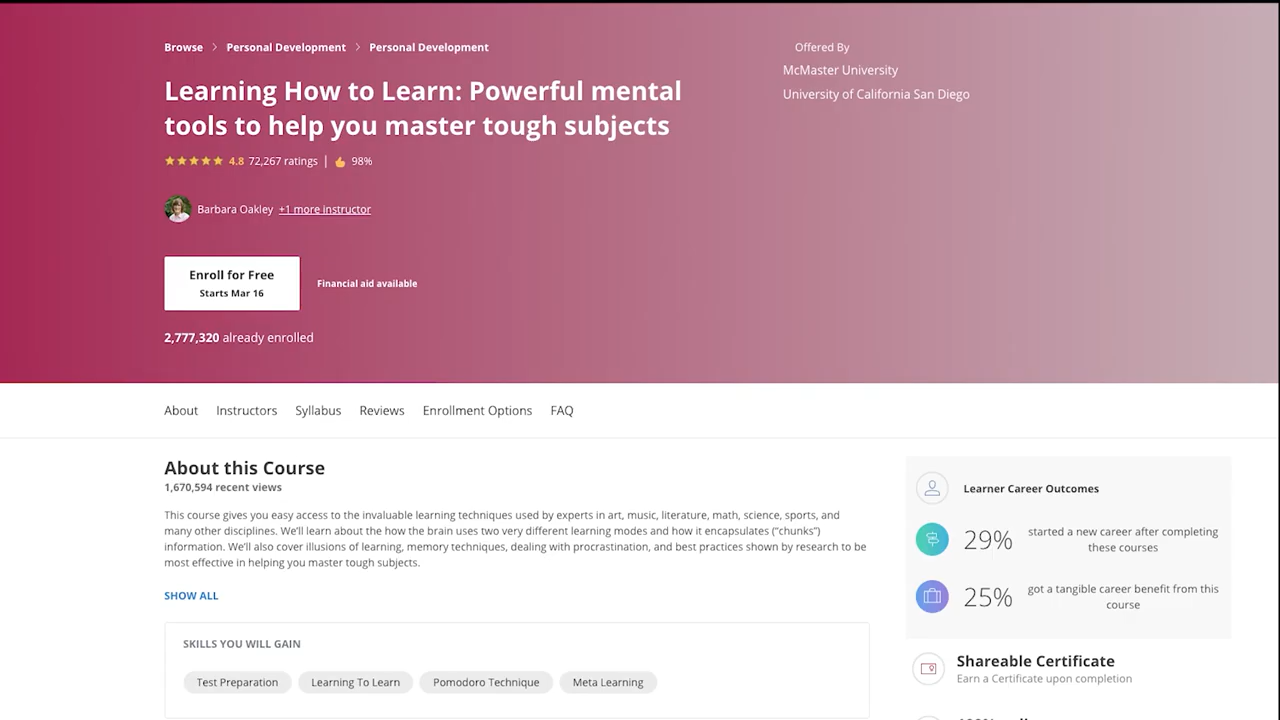 Browse > Personal Development > Personal Development
Learning How to Learn: Powerful mental
tools to help you master tough subjects
4.8 72,267 ratings | 98%
Barbara Oakley +1 more instructor
Enroll for Free
Starts Mar 16
Financial aid available
2,777,320 already enrolled
Offered By
McMaster University
University of California San Diego
About Instructors Syllabus Reviews Enrollment Options FAQ
About this Course
1,670,594 recent views
This course gives you easy access to the invaluable learning techniques used by experts in art, music, literature, math, science, sports, and
many other disciplines. We'll learn about the how the brain uses two very different learning modes and how it encapsulates ("chunks")
information. We'll also cover illusions of learning, memory techniques, dealing with procrastination, and best practices shown by research to be
most effective in helping you master tough subjects.
SHOW ALL
SKILLS YOU WILL GAIN
Test Preparation Learning To Learn Pomodoro Technique Meta Learning
Learner Career Outcomes
29% started a new career after completing
these courses
25% got a tangible career benefit from this
course
Shareable Certificate
Earn a Certificate upon completion